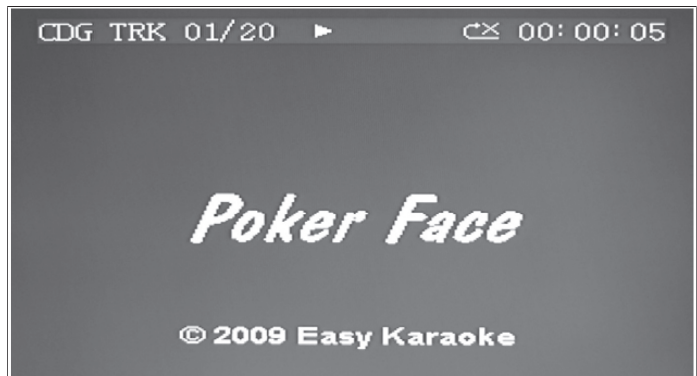 CDG TRK 01/20 ► ⮎× 00:00:05
Poker Face
© 2009 Easy Karaoke